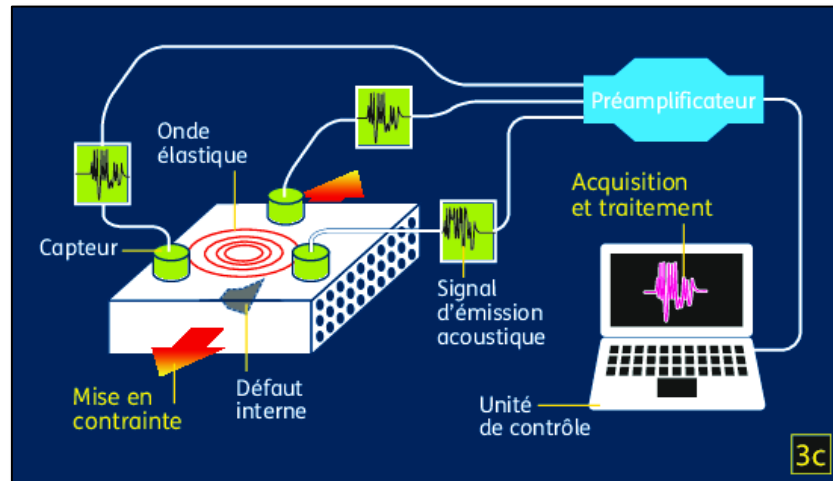 Préamplificateur
Onde
élastique
Acquisition
et traitement
Capteur
Signal
d'émission
acoustique
Mise en
contrainte
Défaut
interne
Unité
de contrôle
3c